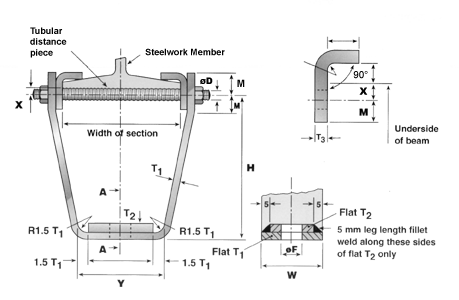 Tubular
distance
piece
Steelwork Member
øD
M
M
X
Width of section
T1
H
A
T2
R1.5 T1
R1.5 T1
A
1.5 T1
Y
1.5 T1
90°
X
M
T3
Underside
of beam
5
5
Flat T2
5 mm leg length fillet
weld along these sides
of flat T2 only
Flat T1
øF
W